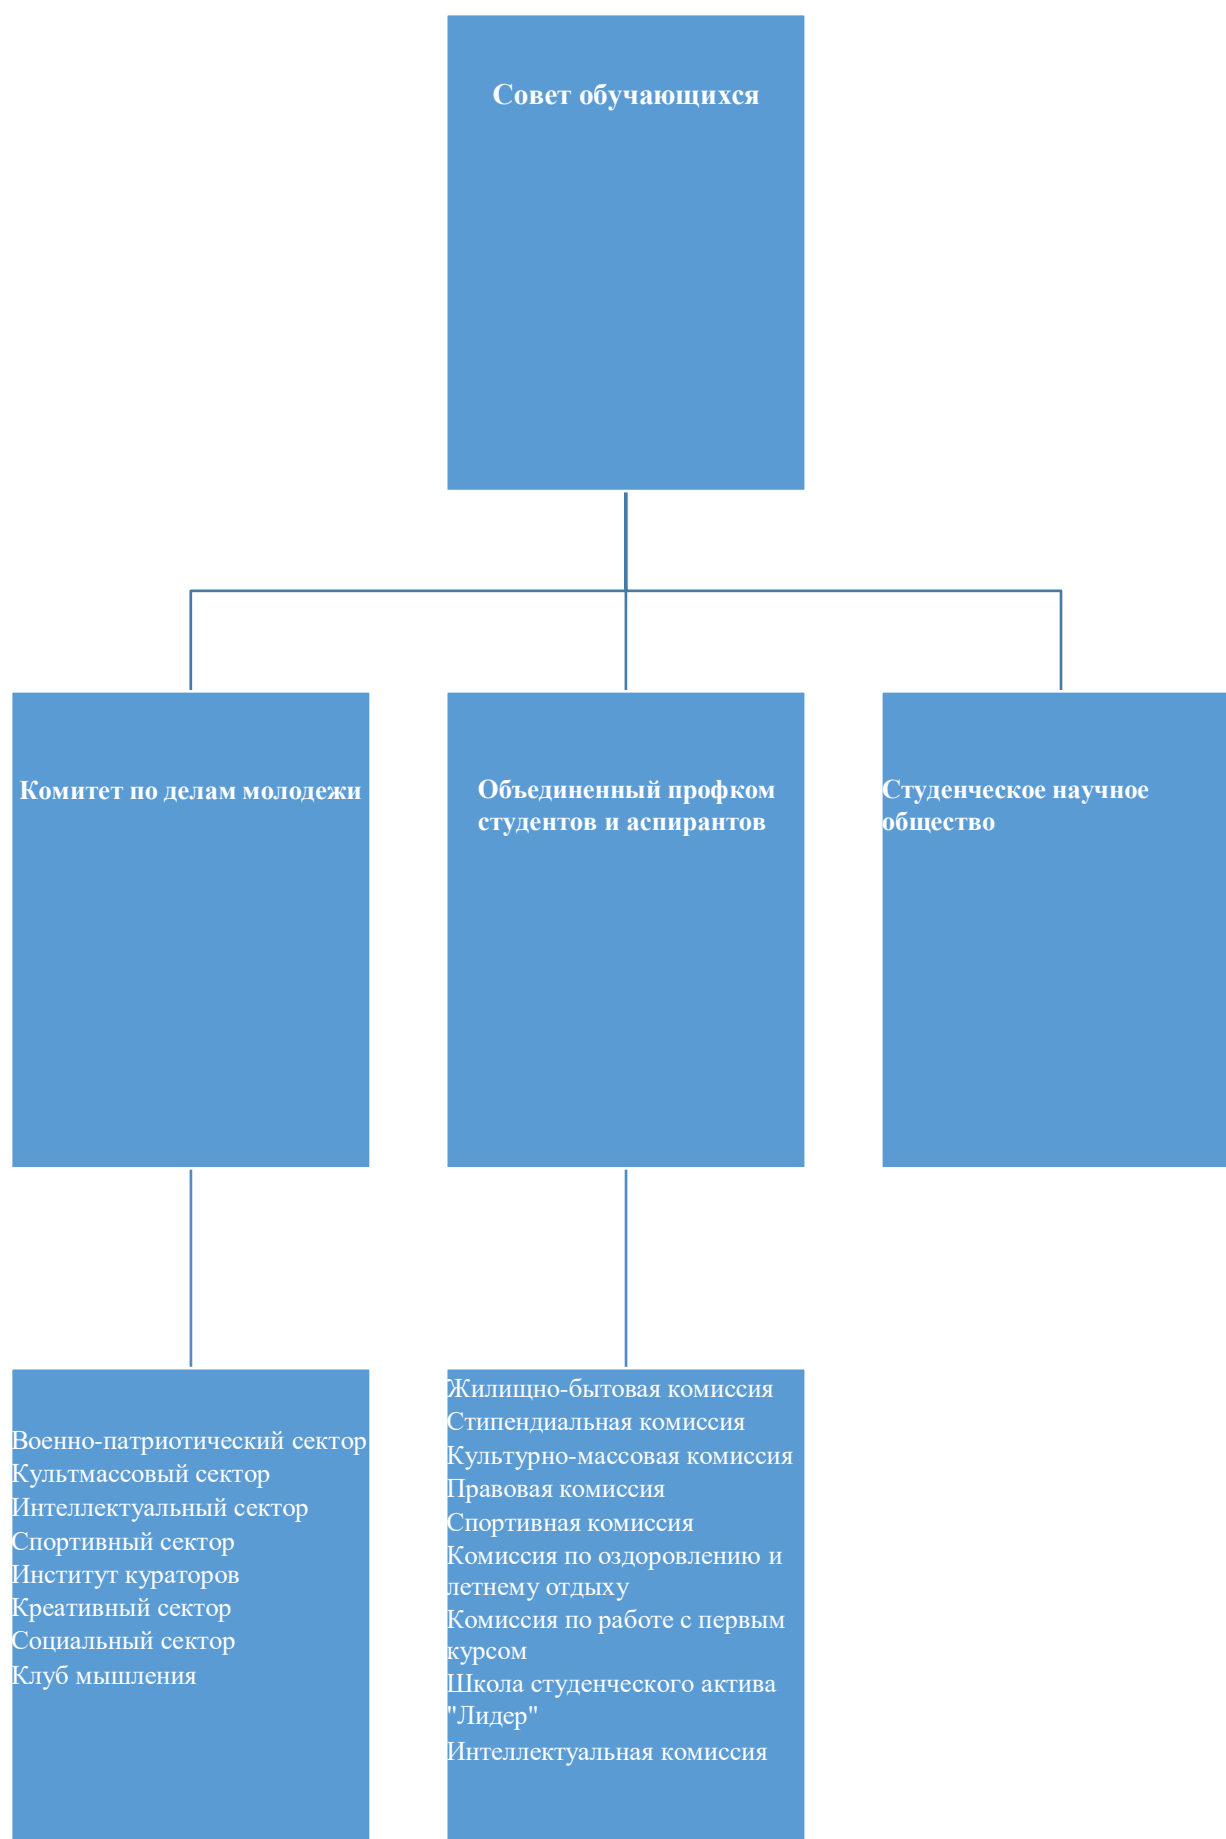 Совет обучающихся
Комитет по делам молодежи
Объединенный профком
студентов и аспирантов
Студенческое научное
общество
Военно-патриотический сектор
Культмассовый сектор
Интеллектуальный сектор
Спортивный сектор
Институт кураторов
Креативный сектор
Социальный сектор
Клуб мышления
Жилищно-бытовая комиссия
Стипендиальная комиссия
Культурно-массовая комиссия
Правовая комиссия
Спортивная комиссия
Комиссия по оздоровлению и
летнему отдыху
Комиссия по работе с первым
курсом
Школа студенческого актива
"Лидер"
Интеллектуальная комиссия